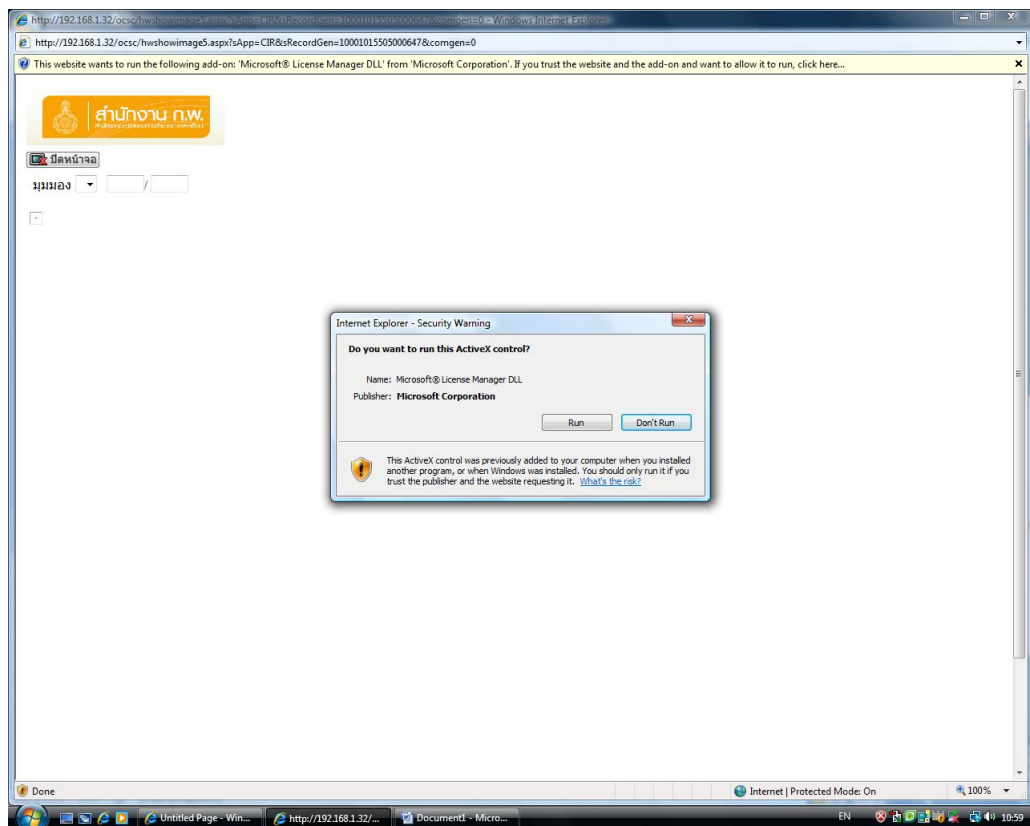 http://192.168.1.32/ocsc/hwshowimage5.aspx?sApp=CIR&sRecordGen=10001015505000647&comgen=0 - Windows Internet Explorer
http://192.168.1.32/ocsc/hwshowimage5.aspx?sApp=CIR&sRecordGen=10001015505000647&comgen=0
This website wants to run the following add-on: 'Microsoft® License Manager DLL' from 'Microsoft Corporation'. If you trust the website and the add-on and want to allow it to run, click here...
สำนักงาน ก.พ.
ปิดหน้าจอ
มุมมอง /
Internet Explorer - Security Warning
Do you want to run this ActiveX control?
Name: Microsoft® License Manager DLL
Publisher: Microsoft Corporation
Run Don't Run
This ActiveX control was previously added to your computer when you installed
another program, or when Windows was installed. You should only run it if you
trust the publisher and the website requesting it. What's the risk?
Done Internet | Protected Mode: On 100%
Untitled Page - Win... http://192.168.1.32/... Document1 - Micro... EN 10:59